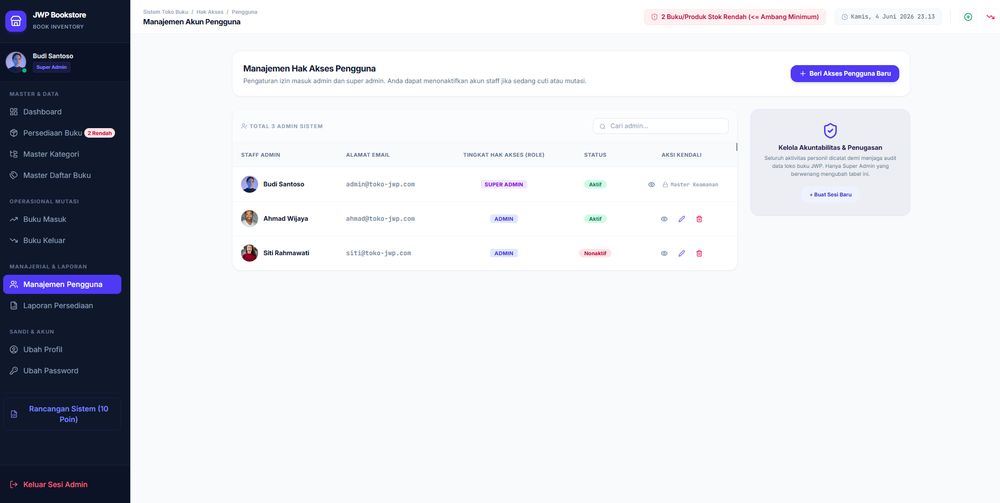 JWP Bookstore
BOOK INVENTORY
Budi Santoso
Super Admin
MASTER & DATA
Dashboard
Persediaan Buku 2 Rendah
Master Kategori
Master Daftar Buku
OPERASIONAL MUTASI
Buku Masuk
Buku Keluar
MANAJERIAL & LAPORAN
Manajemen Pengguna
Laporan Persediaan
SANDI & AKUN
Ubah Profil
Ubah Password
Rancangan Sistem (10
Poin)
Keluar Sesi Admin
Sistem Toko Buku / Hak Akses / Pengguna
Manajemen Akun Pengguna
2 Buku/Produk Stok Rendah (<= Ambang Minimum)
Kamis, 4 Juni 2026 23.13
Manajemen Hak Akses Pengguna
Pengaturan izin masuk admin dan super admin. Anda dapat menonaktifkan akun staff jika sedang cuti atau mutasi.
+ Beri Akses Pengguna Baru
TOTAL 3 ADMIN SISTEM
Cari admin...
STAFF ADMIN ALAMAT EMAIL TINGKAT HAK AKSES (ROLE) STATUS AKSI KENDALI
Budi Santoso admin@toko-jwp.com SUPER ADMIN Aktif Master Keamanan
Ahmad Wijaya ahmad@toko-jwp.com ADMIN Aktif
Siti Rahmawati siti@toko-jwp.com ADMIN Nonaktif
Kelola Akuntabilitas & Penugasan
Seluruh aktivitas personil dicatat demi menjaga audit
data toko buku JWP. Hanya Super Admin yang
berwenang mengubah tabel ini.
+ Buat Sesi Baru